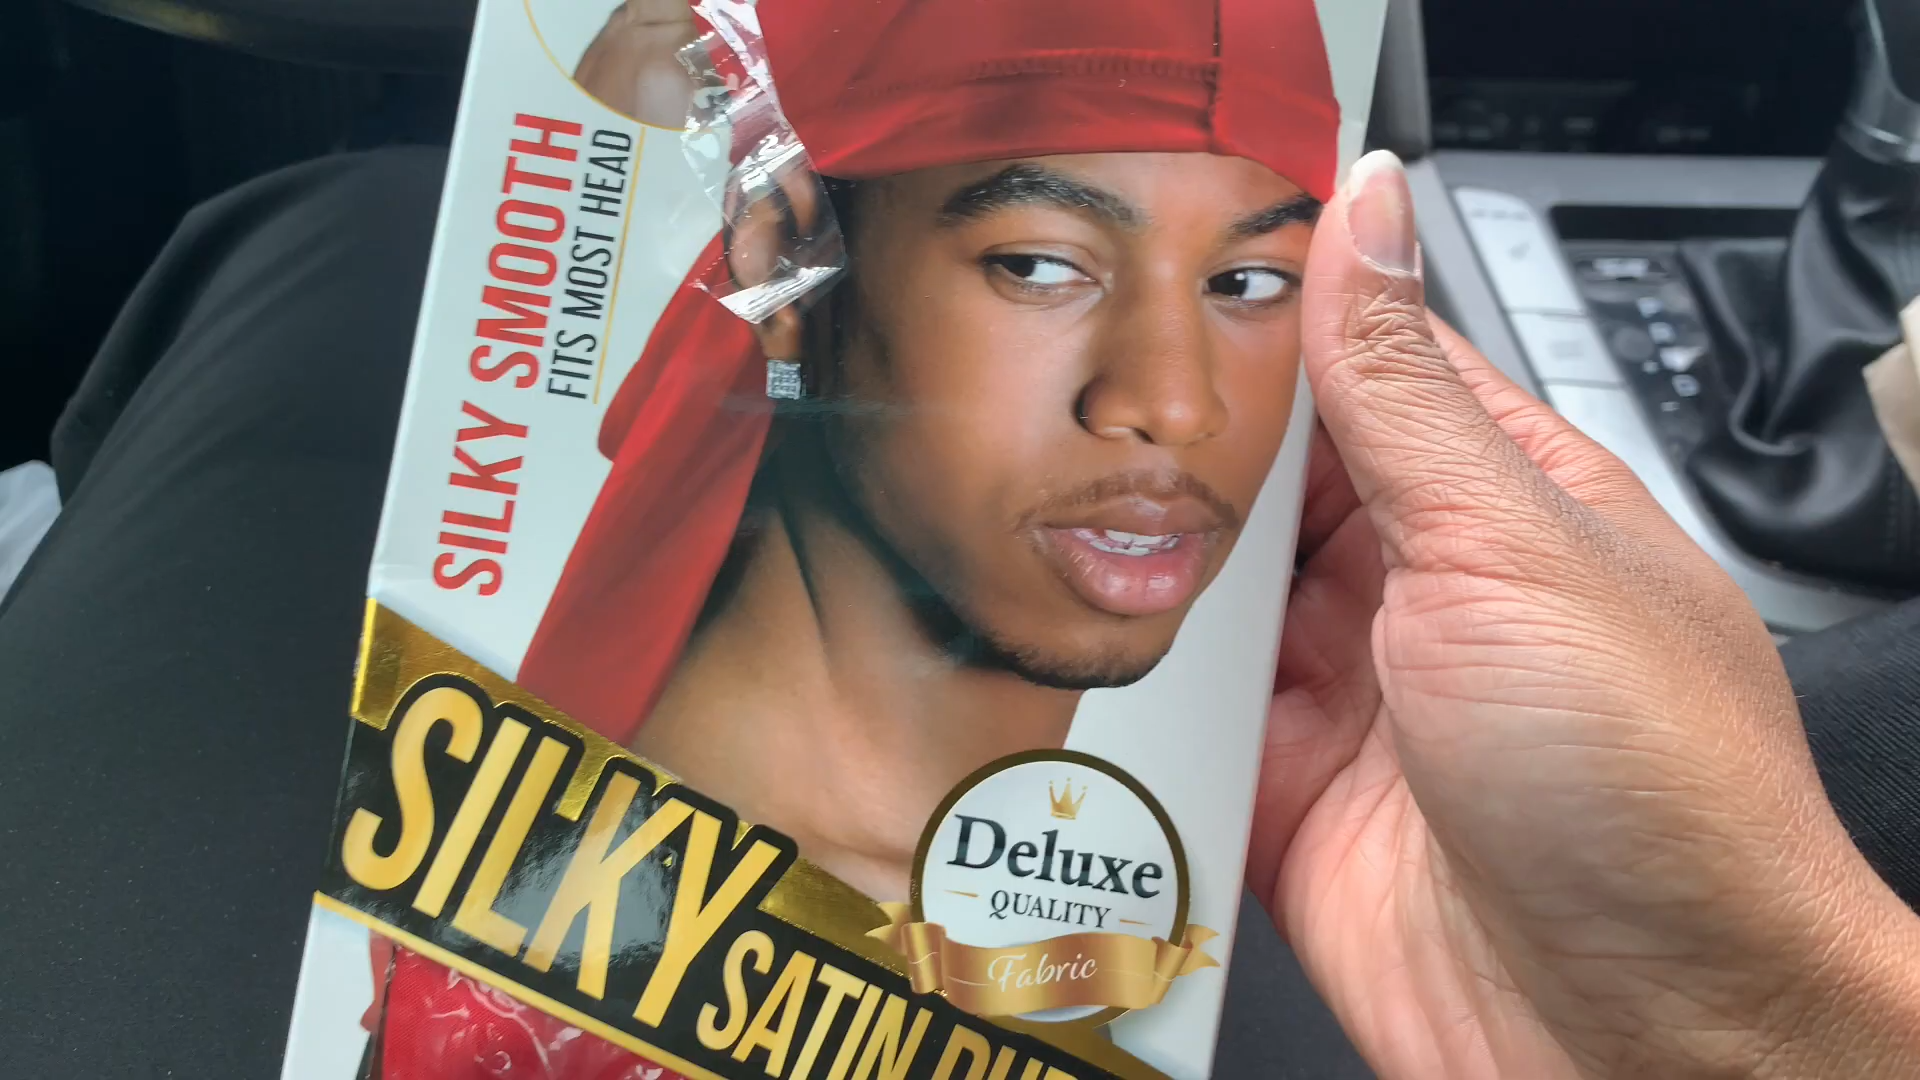 SILKY SMOOTH
FITS MOST HEAD
SILKY
SATIN
Deluxe
QUALITY
Fabric